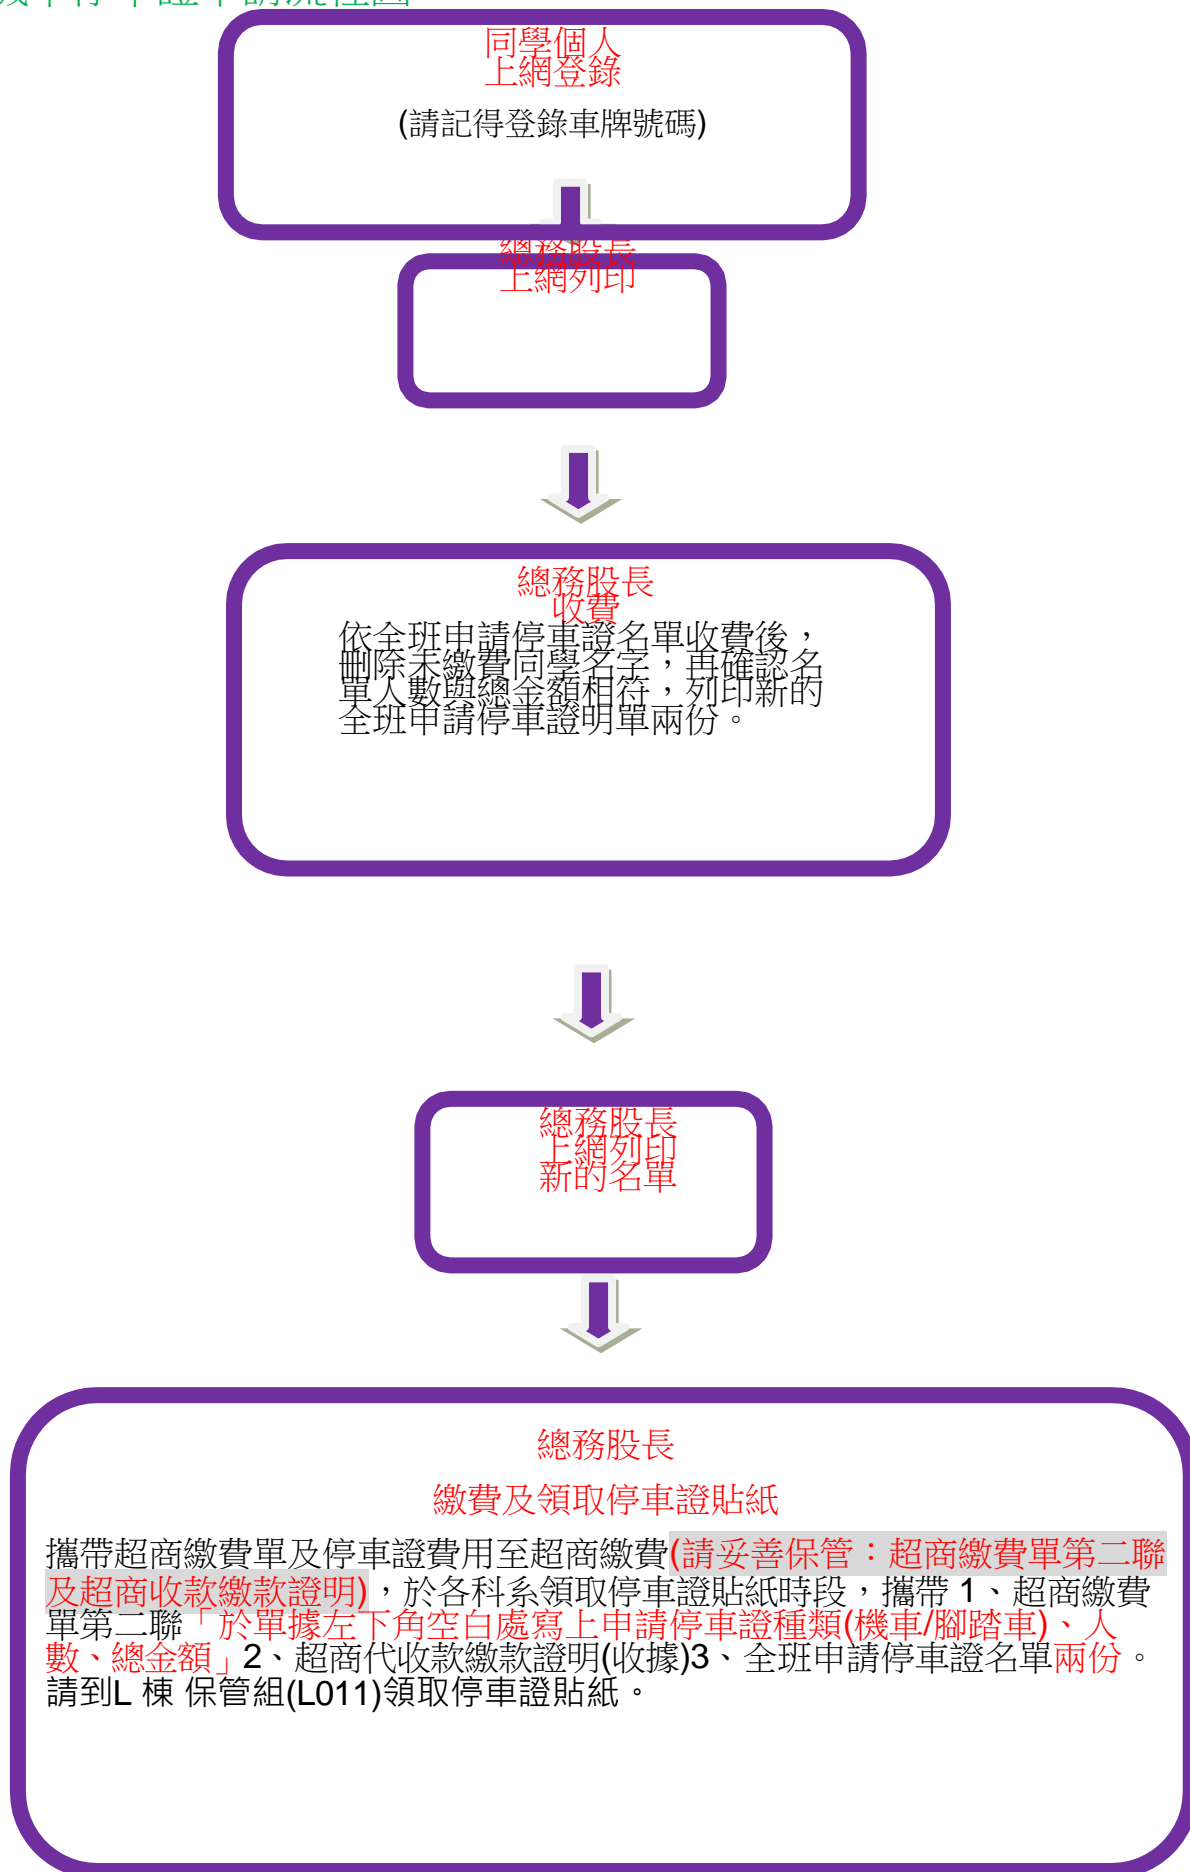 停車證申請流程圖
同學個人
上網登錄
(請記得登錄車牌號碼)
總務股長
上網列印
總務股長
收費
依全班申請停車證名單收費後，
刪除未繳費同學名字，再確認名
單人數與總金額相符，列印新的
全班申請停車證明單兩份。
總務股長
上網列印
新的名單
總務股長
繳費及領取停車證貼紙
攜帶超商繳費單及停車證費用至超商繳費(請妥善保管：超商繳費單第二聯
及超商收款繳款證明)，於各科系領取停車證貼紙時段，攜帶 1、超商繳費
單第二聯「於單據左下角空白處寫上申請停車證種類(機車/腳踏車)、人
數、總金額」2、超商代收款繳款證明(收據)3、全班申請停車證名單兩份。
請到L 棟 保管組(L011)領取停車證貼紙。